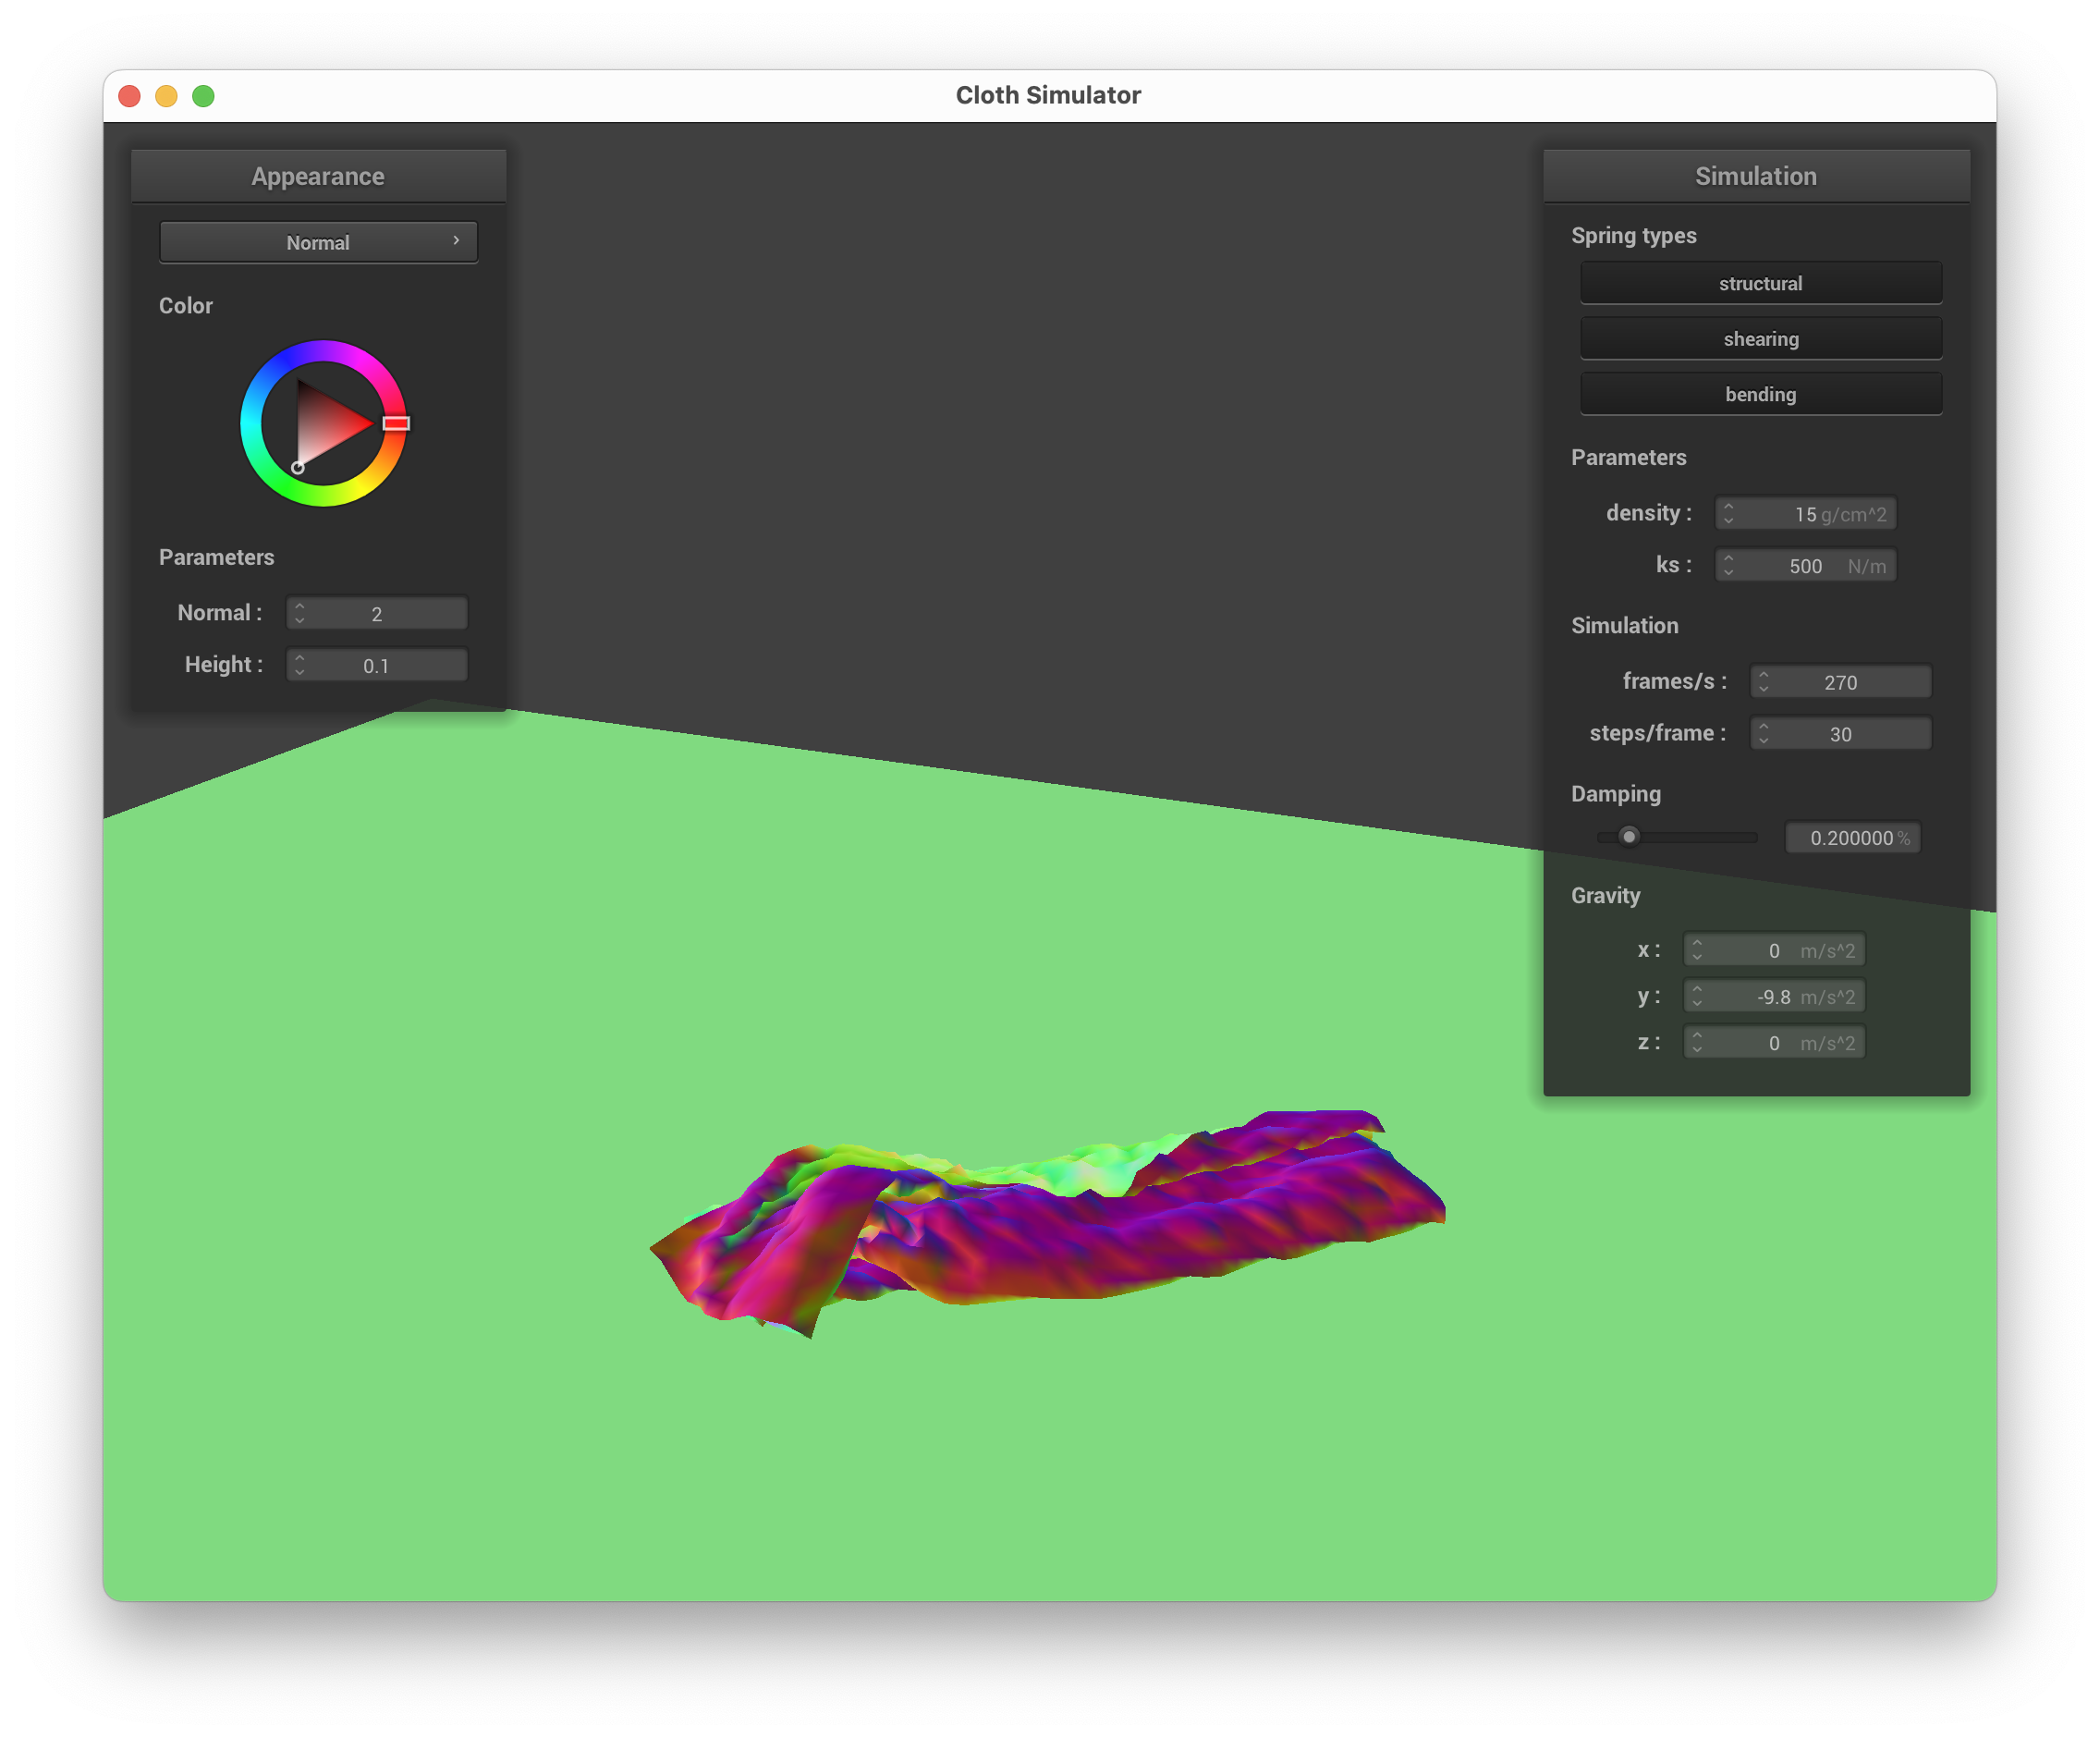 Cloth Simulator
Appearance
Normal
Color
Parameters
Normal : 2
Height : 0.1
Simulation
Spring types
structural
shearing
bending
Parameters
density : 15 g/cm^2
ks : 500 N/m
Simulation
frames/s : 270
steps/frame : 30
Damping
0.200000 %
Gravity
x : 0 m/s^2
y : -9.8 m/s^2
z : 0 m/s^2